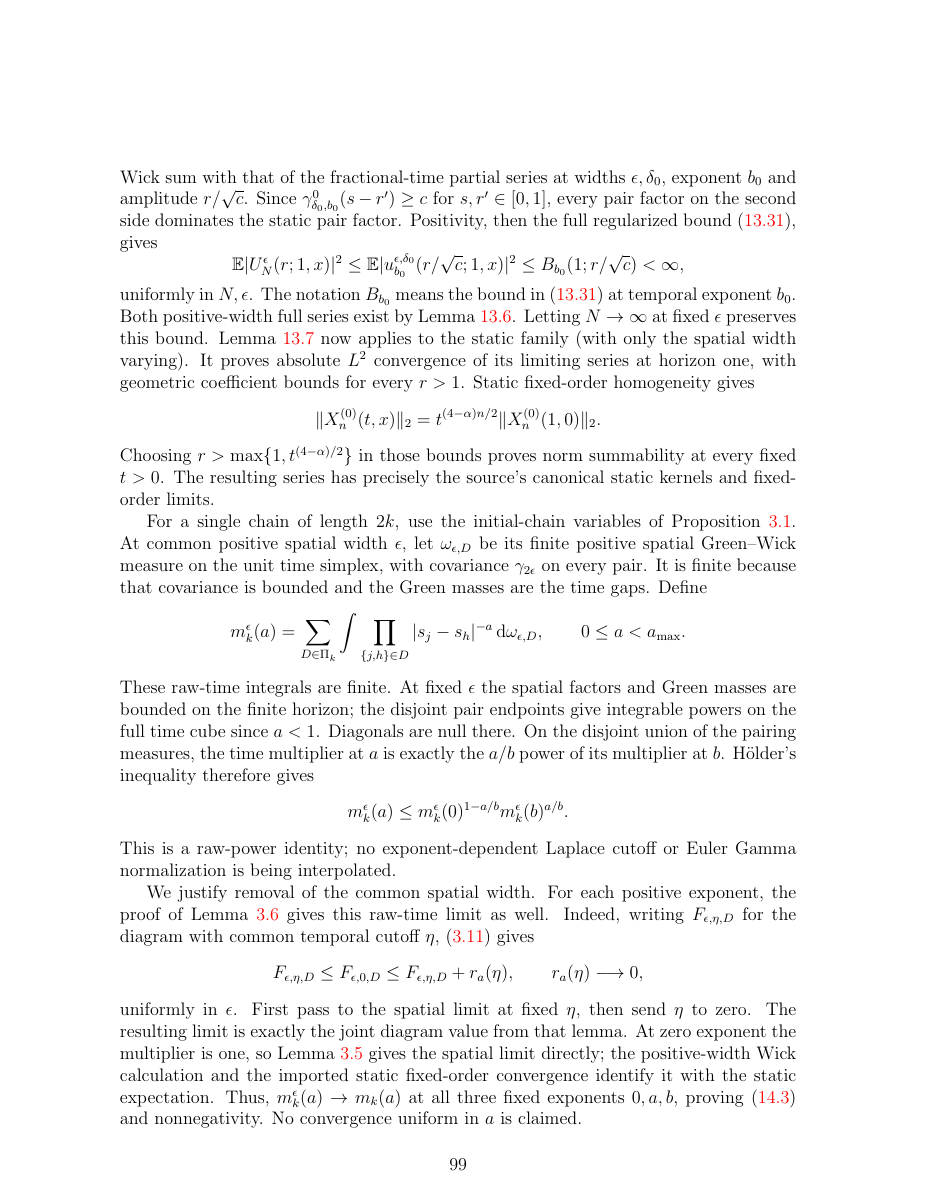 Wick sum with that of the fractional-time partial series at widths ϵ, δ₀, exponent b₀ and
amplitude r/√c. Since γ⁰_{δ₀,b₀}(s − r′) ≥ c for s, r′ ∈ [0, 1], every pair factor on the second
side dominates the static pair factor. Positivity, then the full regularized bound (13.31),
gives
𝔼|U^ϵ_N(r; 1, x)|² ≤ 𝔼|u^{ϵ,δ₀}_{b₀}(r/√c; 1, x)|² ≤ B_{b₀}(1; r/√c) < ∞,
uniformly in N, ϵ. The notation B_{b₀} means the bound in (13.31) at temporal exponent b₀.
Both positive-width full series exist by Lemma 13.6. Letting N → ∞ at fixed ϵ preserves
this bound. Lemma 13.7 now applies to the static family (with only the spatial width
varying). It proves absolute L² convergence of its limiting series at horizon one, with
geometric coefficient bounds for every r > 1. Static fixed-order homogeneity gives
‖X_n^{(0)}(t, x)‖₂ = t^{(4−α)n/2}‖X_n^{(0)}(1, 0)‖₂.
Choosing r > max{1, t^{(4−α)/2}} in those bounds proves norm summability at every fixed
t > 0. The resulting series has precisely the source's canonical static kernels and fixed-
order limits.
For a single chain of length 2k, use the initial-chain variables of Proposition 3.1.
At common positive spatial width ϵ, let ω_{ϵ,D} be its finite positive spatial Green–Wick
measure on the unit time simplex, with covariance γ_{2ϵ} on every pair. It is finite because
that covariance is bounded and the Green masses are the time gaps. Define
m^ϵ_k(a) = ∑_{D∈Π_k} ∫ ∏_{{j,h}∈D} |s_j − s_h|^{−a} dω_{ϵ,D}, 0 ≤ a < a_max.
These raw-time integrals are finite. At fixed ϵ the spatial factors and Green masses are
bounded on the finite horizon; the disjoint pair endpoints give integrable powers on the
full time cube since a < 1. Diagonals are null there. On the disjoint union of the pairing
measures, the time multiplier at a is exactly the a/b power of its multiplier at b. Hölder's
inequality therefore gives
m^ϵ_k(a) ≤ m^ϵ_k(0)^{1−a/b} m^ϵ_k(b)^{a/b}.
This is a raw-power identity; no exponent-dependent Laplace cutoff or Euler Gamma
normalization is being interpolated.
We justify removal of the common spatial width. For each positive exponent, the
proof of Lemma 3.6 gives this raw-time limit as well. Indeed, writing F_{ϵ,η,D} for the
diagram with common temporal cutoff η, (3.11) gives
F_{ϵ,η,D} ≤ F_{ϵ,0,D} ≤ F_{ϵ,η,D} + r_a(η), r_a(η) ⟶ 0,
uniformly in ϵ. First pass to the spatial limit at fixed η, then send η to zero. The
resulting limit is exactly the joint diagram value from that lemma. At zero exponent the
multiplier is one, so Lemma 3.5 gives the spatial limit directly; the positive-width Wick
calculation and the imported static fixed-order convergence identify it with the static
expectation. Thus, m^ϵ_k(a) → m_k(a) at all three fixed exponents 0, a, b, proving (14.3)
and nonnegativity. No convergence uniform in a is claimed.
99